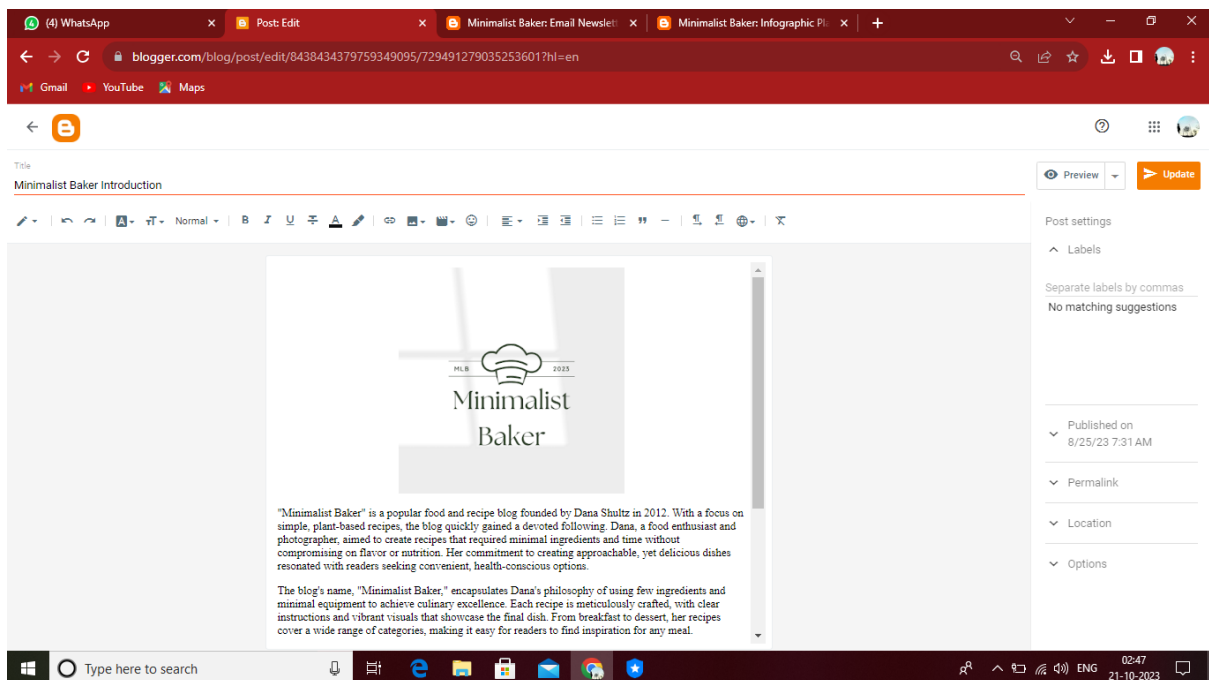 (4) WhatsApp
Post: Edit
Minimalist Baker: Email Newslet
Minimalist Baker: Infographic Pl
blogger.com/blog/post/edit/8438434379759349095/729491279035253601?hl=en
Gmail
YouTube
Maps
Title
Minimalist Baker Introduction
Preview
Update
Normal
Post settings
Labels
Separate labels by commas
No matching suggestions
Published on
8/25/23 7:31 AM
Permalink
Location
Options
MLB 2023
Minimalist
Baker
"Minimalist Baker" is a popular food and recipe blog founded by Dana Shultz in 2012. With a focus on
simple, plant-based recipes, the blog quickly gained a devoted following. Dana, a food enthusiast and
photographer, aimed to create recipes that required minimal ingredients and time without
compromising on flavor or nutrition. Her commitment to creating approachable, yet delicious dishes
resonated with readers seeking convenient, health-conscious options.
The blog's name, "Minimalist Baker," encapsulates Dana's philosophy of using few ingredients and
minimal equipment to achieve culinary excellence. Each recipe is meticulously crafted, with clear
instructions and vibrant visuals that showcase the final dish. From breakfast to dessert, her recipes
cover a wide range of categories, making it easy for readers to find inspiration for any meal.
Type here to search
ENG
02:47
21-10-2023